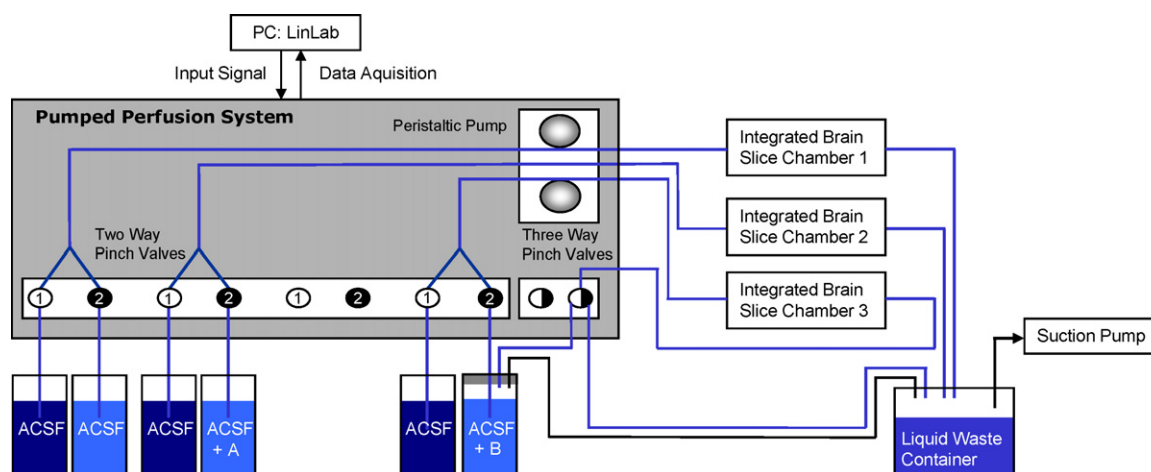 PC: LinLab
Input Signal
Data Aquisition
Pumped Perfusion System
Peristaltic Pump
Integrated Brain
Slice Chamber 1
Integrated Brain
Slice Chamber 2
Two Way
Pinch Valves
Three Way
Pinch Valves
Integrated Brain
Slice Chamber 3
1 2 1 2 1 2 1 2
Suction Pump
ACSF
ACSF
ACSF
ACSF
+ A
ACSF
ACSF
+ B
Liquid Waste
Container